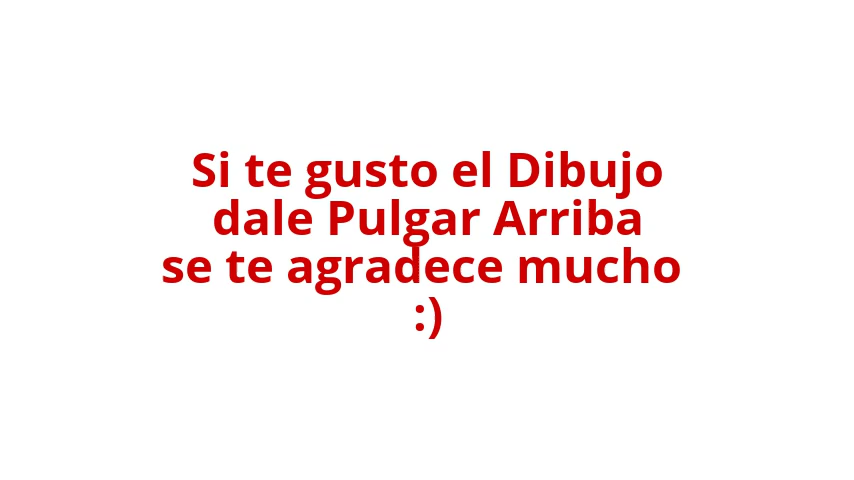 Si te gusto el Dibujo
dale Pulgar Arriba
se te agradece mucho
:)